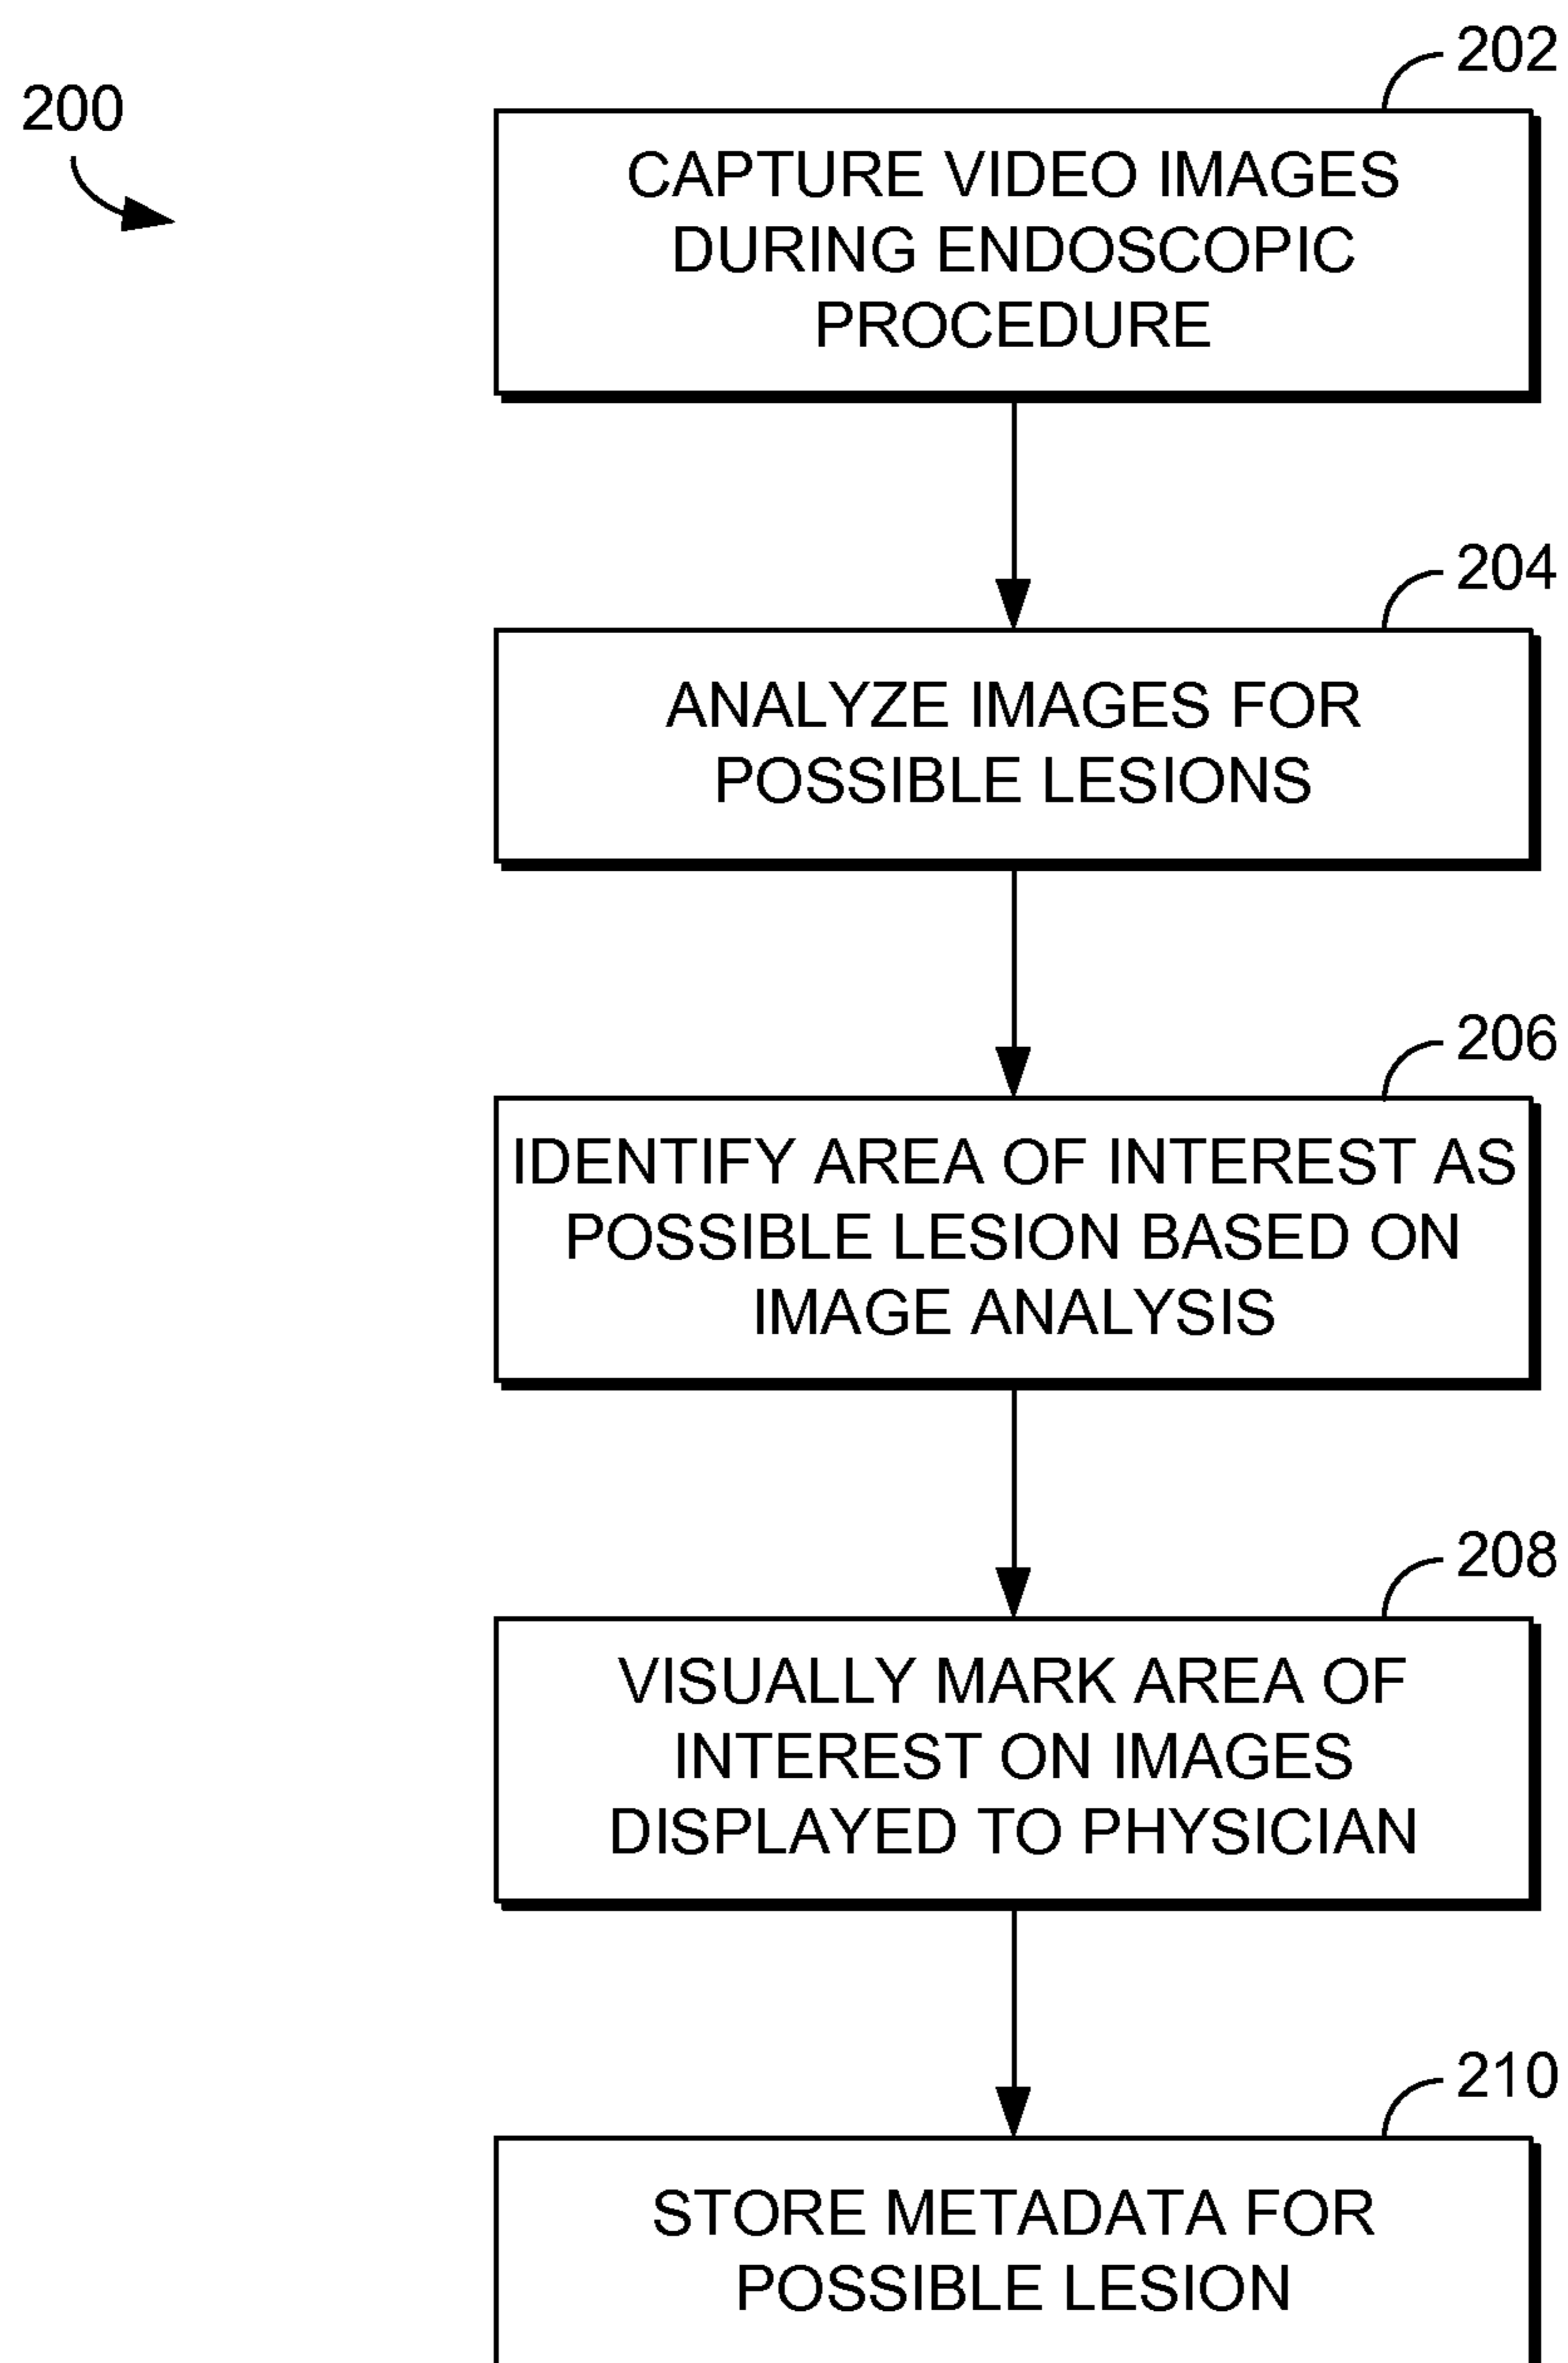 200
202
CAPTURE VIDEO IMAGES
DURING ENDOSCOPIC
PROCEDURE
204
ANALYZE IMAGES FOR
POSSIBLE LESIONS
206
IDENTIFY AREA OF INTEREST AS
POSSIBLE LESION BASED ON
IMAGE ANALYSIS
208
VISUALLY MARK AREA OF
INTEREST ON IMAGES
DISPLAYED TO PHYSICIAN
210
STORE METADATA FOR
POSSIBLE LESION